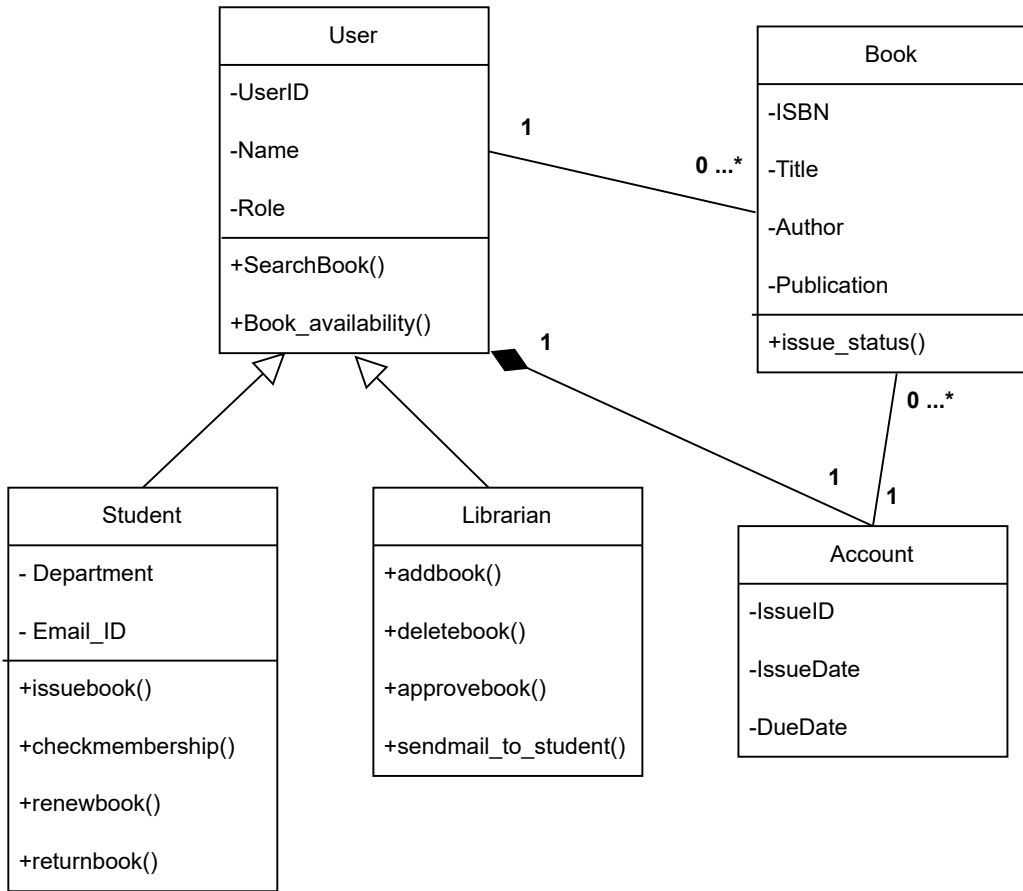 User
-UserID
-Name
-Role
+SearchBook()
+Book_availability()
1
0 ...*
Book
-ISBN
-Title
-Author
-Publication
+issue_status()
1
0 ...*
1
1
Student
- Department
- Email_ID
+issuebook()
+checkmembership()
+renewbook()
+returnbook()
Librarian
+addbook()
+deletebook()
+approvebook()
+sendmail_to_student()
Account
-IssueID
-IssueDate
-DueDate